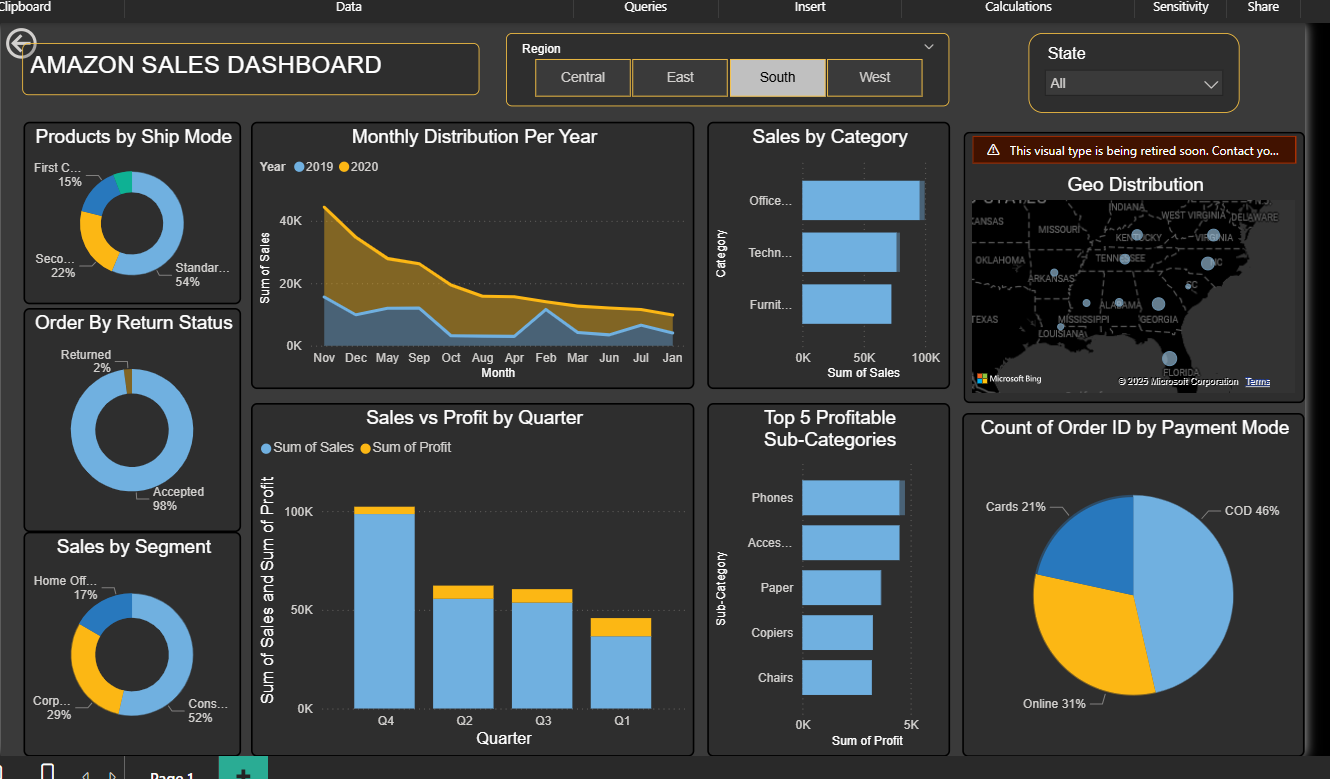 Clipboard
Data
Queries
Insert
Calculations
Sensitivity
Share
AMAZON SALES DASHBOARD
Region
Central
East
South
West
State
All
Products by Ship Mode
First C...
15%
Seco...
22%
Standar...
54%
Order By Return Status
Returned
2%
Accepted
98%
Sales by Segment
Home Off...
17%
Corp...
29%
Cons...
52%
Monthly Distribution Per Year
Year 2019 2020
Sum of Sales
40K
20K
0K
Nov Dec May Sep Oct Aug Apr Feb Mar Jun Jul Jan
Month
Sales vs Profit by Quarter
Sum of Sales Sum of Profit
Sum of Sales and Sum of Profit
100K
50K
0K
Q4 Q2 Q3 Q1
Quarter
Sales by Category
Category
Office...
Techn...
Furnit...
0K 50K 100K
Sum of Sales
Top 5 Profitable
Sub-Categories
Sub-Category
Phones
Acces...
Paper
Copiers
Chairs
0K 5K
Sum of Profit
This visual type is being retired soon. Contact yo...
Geo Distribution
INDIANA
KANSAS
MISSOURI
WEST VIRGINIA
DELAWARE
KENTUCKY
VIRGINIA
OKLAHOMA
TENNESSEE
NC
ARKANSAS
SC
TEXAS
MISSISSIPPI
ALABAMA
GEORGIA
LOUISIANA
FLORIDA
Microsoft Bing
© 2025 Microsoft Corporation Terms
Count of Order ID by Payment Mode
Cards 21%
COD 46%
Online 31%
Page 1
+